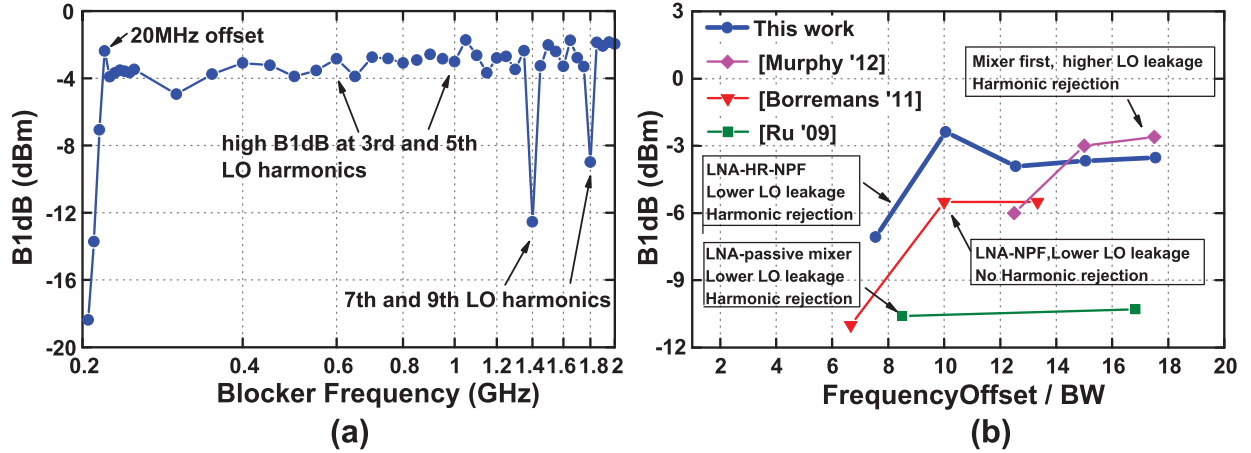 0
-4
-8
-12
-16
-20
B1dB (dBm)
20MHz offset
high B1dB at 3rd and 5th
LO harmonics
7th and 9th LO harmonics
0.2
0.4
0.6
0.8
1
1.2
1.4
1.6
1.8
2
Blocker Frequency (GHz)
(a)
3
0
-3
-6
-9
-12
B1dB (dBm)
This work
[Murphy '12]
[Borremans '11]
[Ru '09]
Mixer first, higher LO leakage
Harmonic rejection
LNA-HR-NPF
Lower LO leakage
Harmonic rejection
LNA-passive mixer
Lower LO leakage
Harmonic rejection
LNA-NPF,Lower LO leakage
No Harmonic rejection
2
4
6
8
10
12
14
16
18
20
FrequencyOffset / BW
(b)